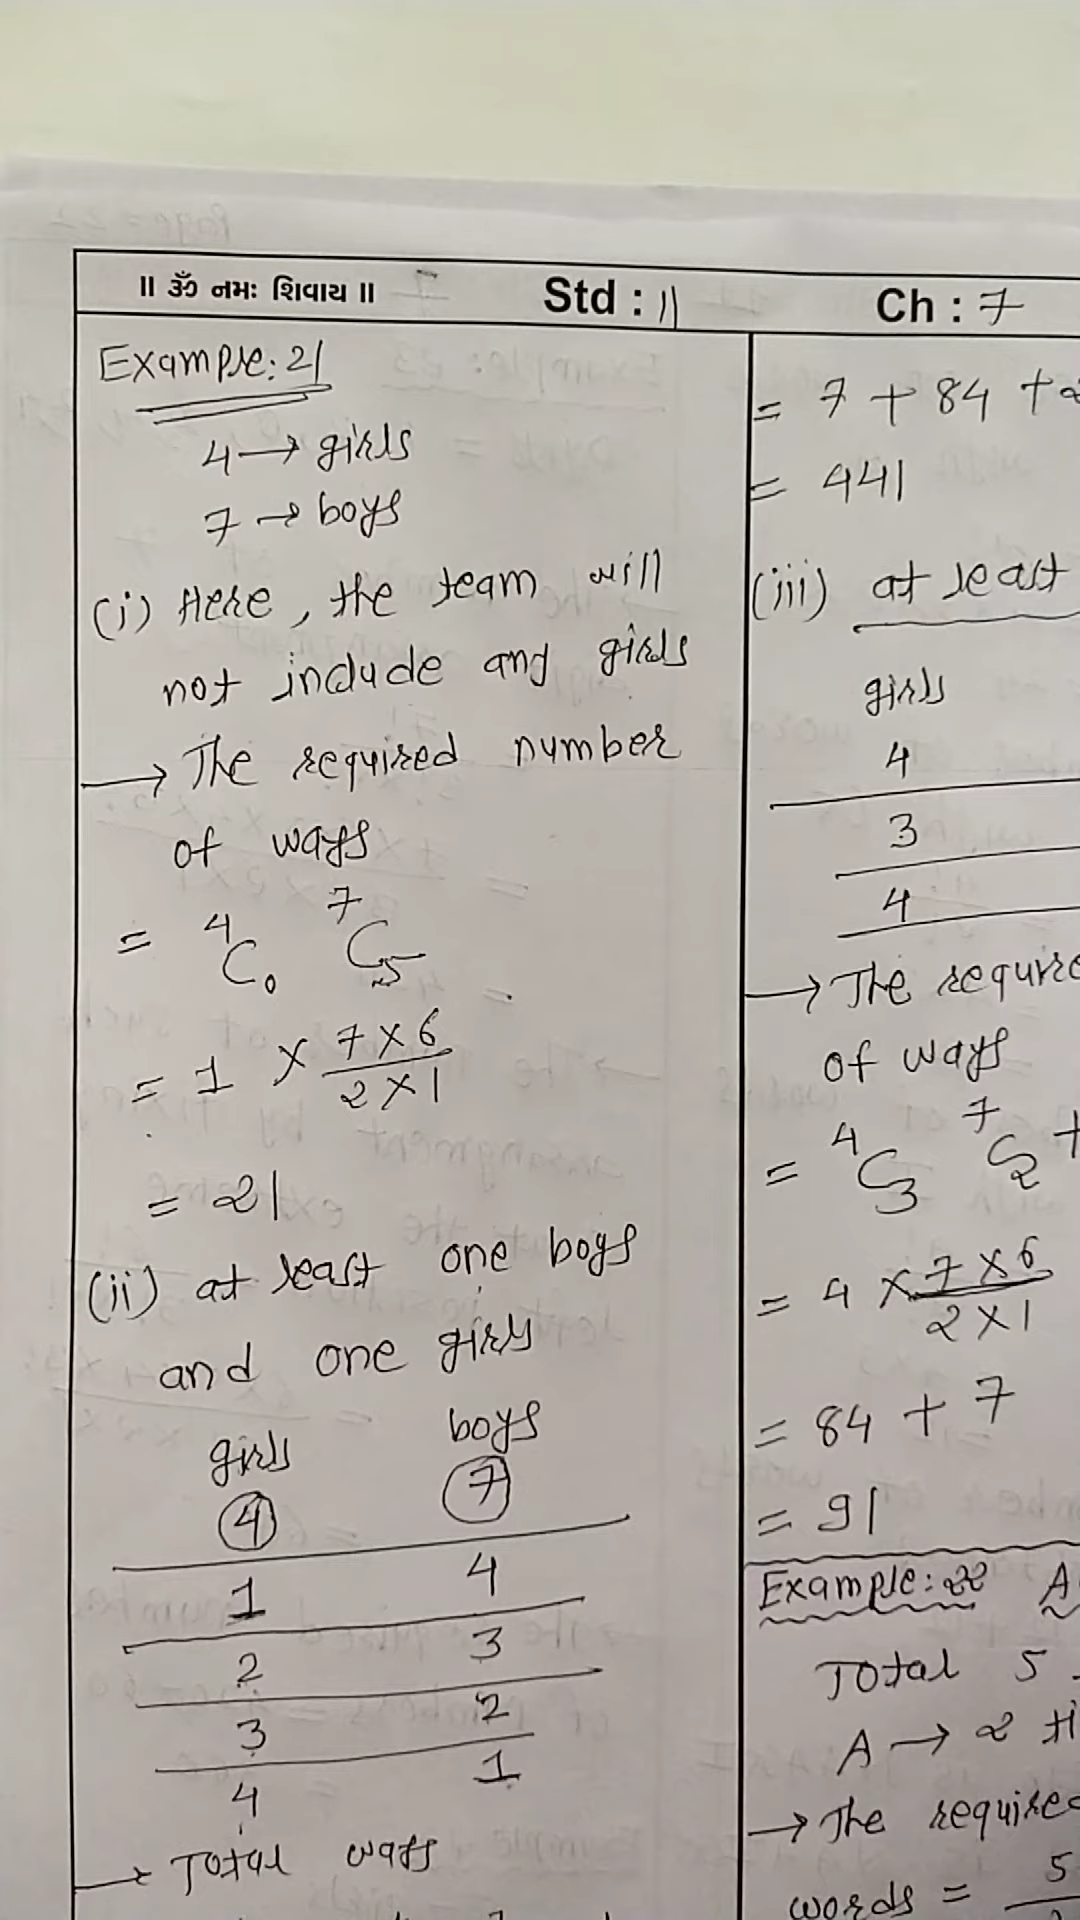 ॥ ૐ નમઃ શિવાય ॥ Std : 11 Ch : 7
Example: 21
4 → girls
7 → boys
(i) Here, the team will
not include and girls
→ The required number
of ways
= ⁴C₀ ⁷C₅
= 1 × 7 × 6 / 2 × 1
= 21
(ii) at least one boys
and one girls
girls boys
4 7
1 4
2 3
3 2
4 1
→ Total ways
= 7 + 84 +
= 441
(iii) at least
girls
4
3
4
→ The require
of ways
= ⁴C₃ ⁷C₂ +
= 4 × 7 × 6 / 2 × 1
= 84 + 7
= 91
Example: 22 A
Total 5
A → 2 ti
→ The require
words = 5